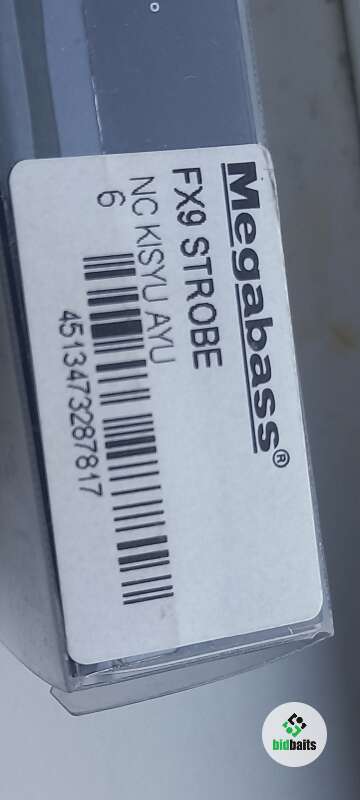 Megabass®
FX9 STROBE
NC KISYU AYU
6
4513473287817
bidbaits